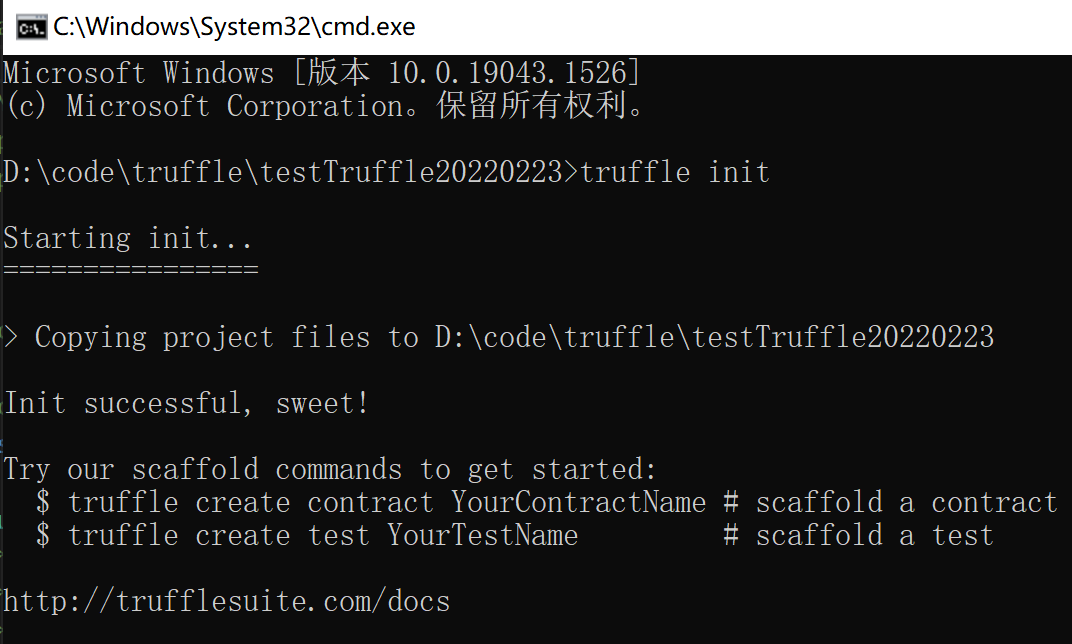 C:\Windows\System32\cmd.exe
Microsoft Windows [版本 10.0.19043.1526]
(c) Microsoft Corporation。保留所有权利。
D:\code\truffle\testTruffle20220223>truffle init
Starting init...
================
> Copying project files to D:\code\truffle\testTruffle20220223
Init successful, sweet!
Try our scaffold commands to get started:
$ truffle create contract YourContractName # scaffold a contract
$ truffle create test YourTestName         # scaffold a test
http://trufflesuite.com/docs